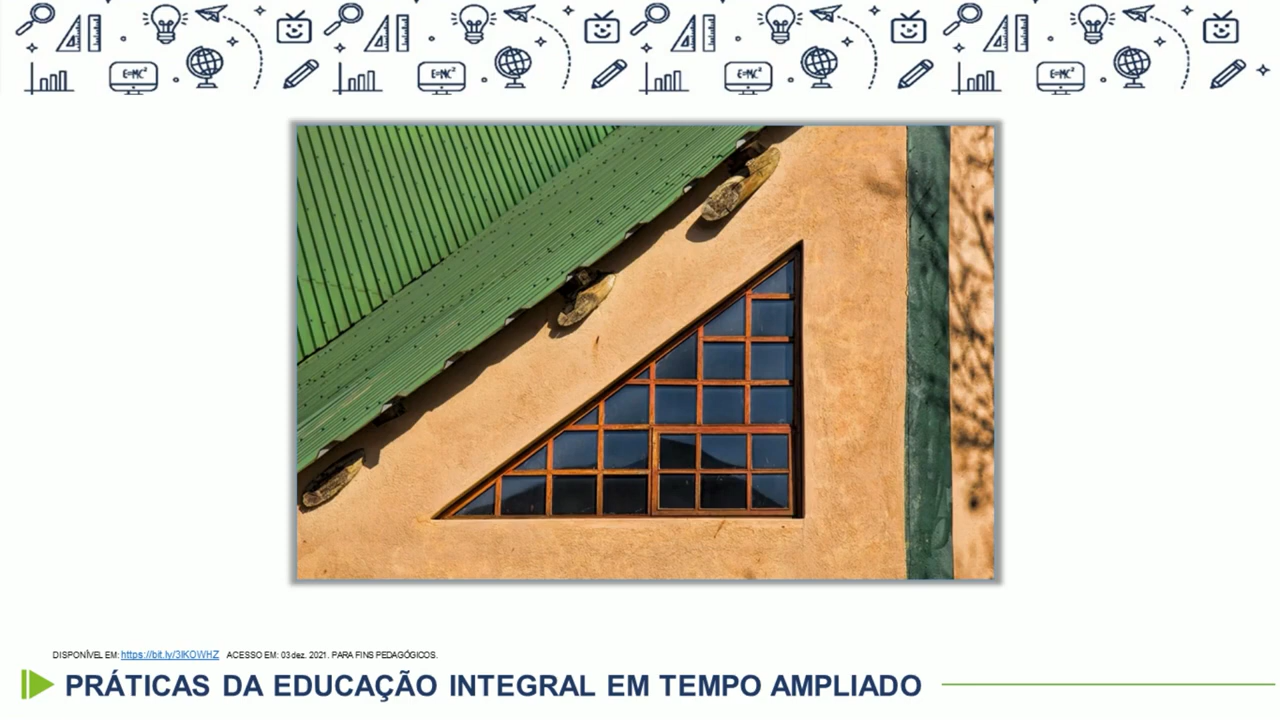 E=MC² E=MC² E=MC² E=MC²
DISPONÍVEL EM: https://bit.ly/3lKOWHZ ACESSO EM: 03 dez. 2021. PARA FINS PEDAGÓGICOS.
PRÁTICAS DA EDUCAÇÃO INTEGRAL EM TEMPO AMPLIADO